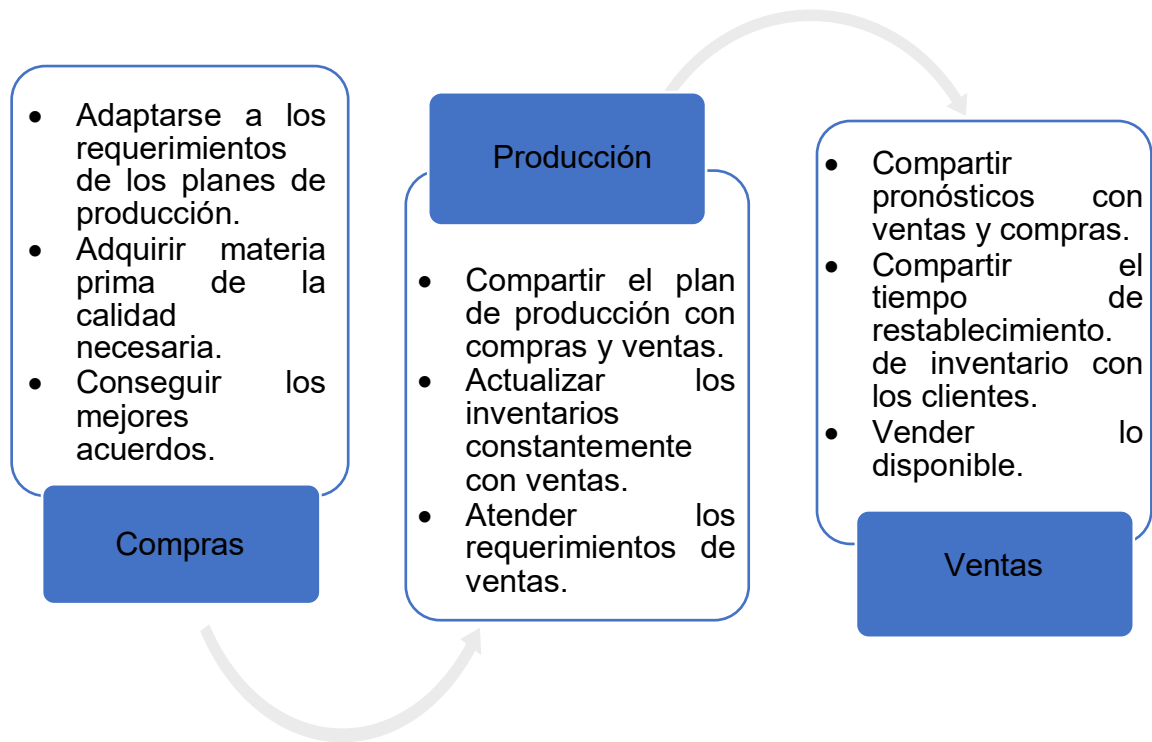 • Adaptarse a los
requerimientos
de los planes de
producción.
• Adquirir materia
prima de la
calidad
necesaria.
• Conseguir los
mejores
acuerdos.
Compras
Producción
• Compartir el plan
de producción con
compras y ventas.
• Actualizar los
inventarios
constantemente
con ventas.
• Atender los
requerimientos de
ventas.
• Compartir
pronósticos con
ventas y compras.
• Compartir el
tiempo de
restablecimiento.
de inventario con
los clientes.
• Vender lo
disponible.
Ventas